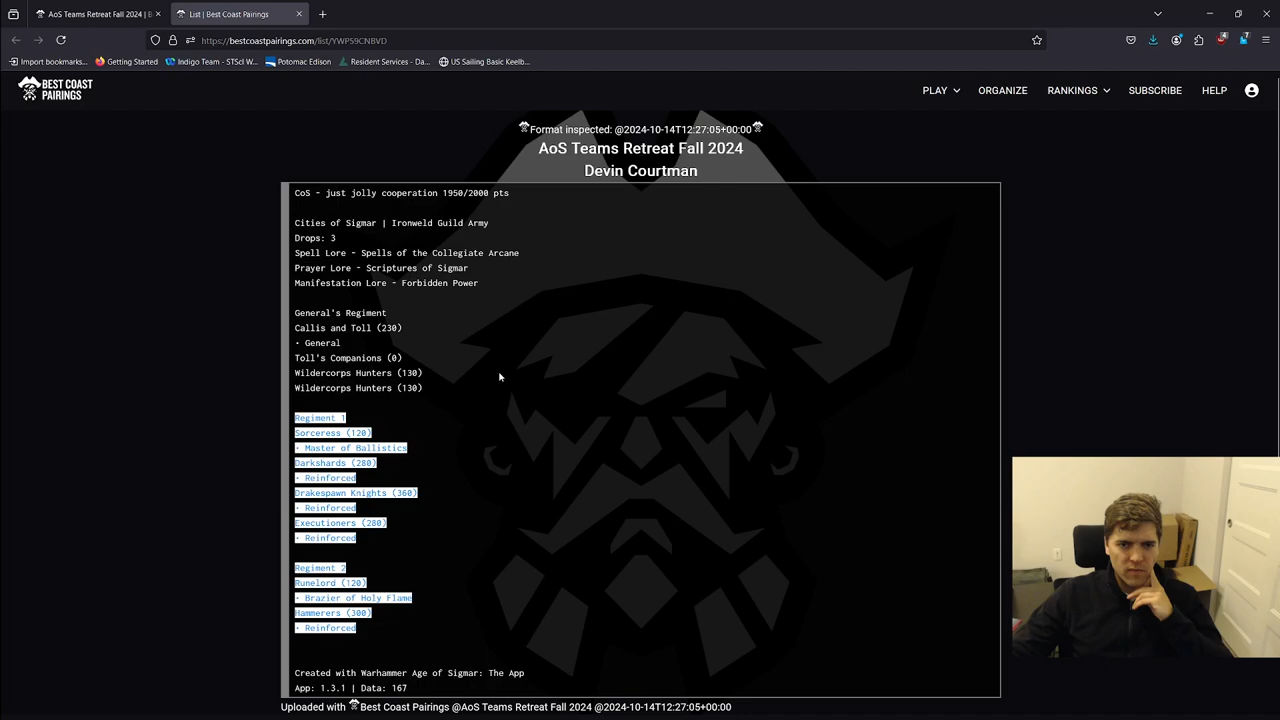 AoS Teams Retreat Fall 2024 | B
List | Best Coast Pairings
https://bestcoastpairings.com/list/YWP59CNBVD
Import bookmarks...
Getting Started
Indigo Team - STScI W...
Potomac Edison
Resident Services - Da...
US Sailing Basic Keelb...
4
7
BEST COAST
PAIRINGS
PLAY
ORGANIZE
RANKINGS
SUBSCRIBE
HELP
Format inspected: @2024-10-14T12:27:05+00:00
AoS Teams Retreat Fall 2024
Devin Courtman
CoS - just jolly cooperation 1950/2000 pts
Cities of Sigmar | Ironweld Guild Army
Drops: 3
Spell Lore - Spells of the Collegiate Arcane
Prayer Lore - Scriptures of Sigmar
Manifestation Lore - Forbidden Power
General's Regiment
Callis and Toll (230)
• General
Toll's Companions (0)
Wildercorps Hunters (130)
Wildercorps Hunters (130)
Regiment 1
Sorceress (120)
• Master of Ballistics
Darkshards (280)
• Reinforced
Drakespawn Knights (360)
• Reinforced
Executioners (280)
• Reinforced
Regiment 2
Runelord (120)
• Brazier of Holy Flame
Hammerers (300)
• Reinforced
Created with Warhammer Age of Sigmar: The App
App: 1.3.1 | Data: 167
Uploaded with Best Coast Pairings @AoS Teams Retreat Fall 2024 @2024-10-14T12:27:05+00:00